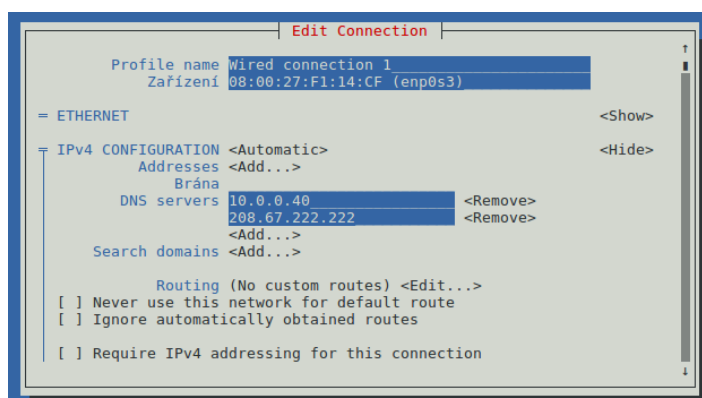 Edit Connection
Profile name Wired connection 1
Zařízení 08:00:27:F1:14:CF (enp0s3)
= ETHERNET <Show>
IPv4 CONFIGURATION <Automatic> <Hide>
Addresses <Add...>
Brána
DNS servers 10.0.0.40 <Remove>
208.67.222.222 <Remove>
<Add...>
Search domains <Add...>
Routing (No custom routes) <Edit...>
[ ] Never use this network for default route
[ ] Ignore automatically obtained routes
[ ] Require IPv4 addressing for this connection